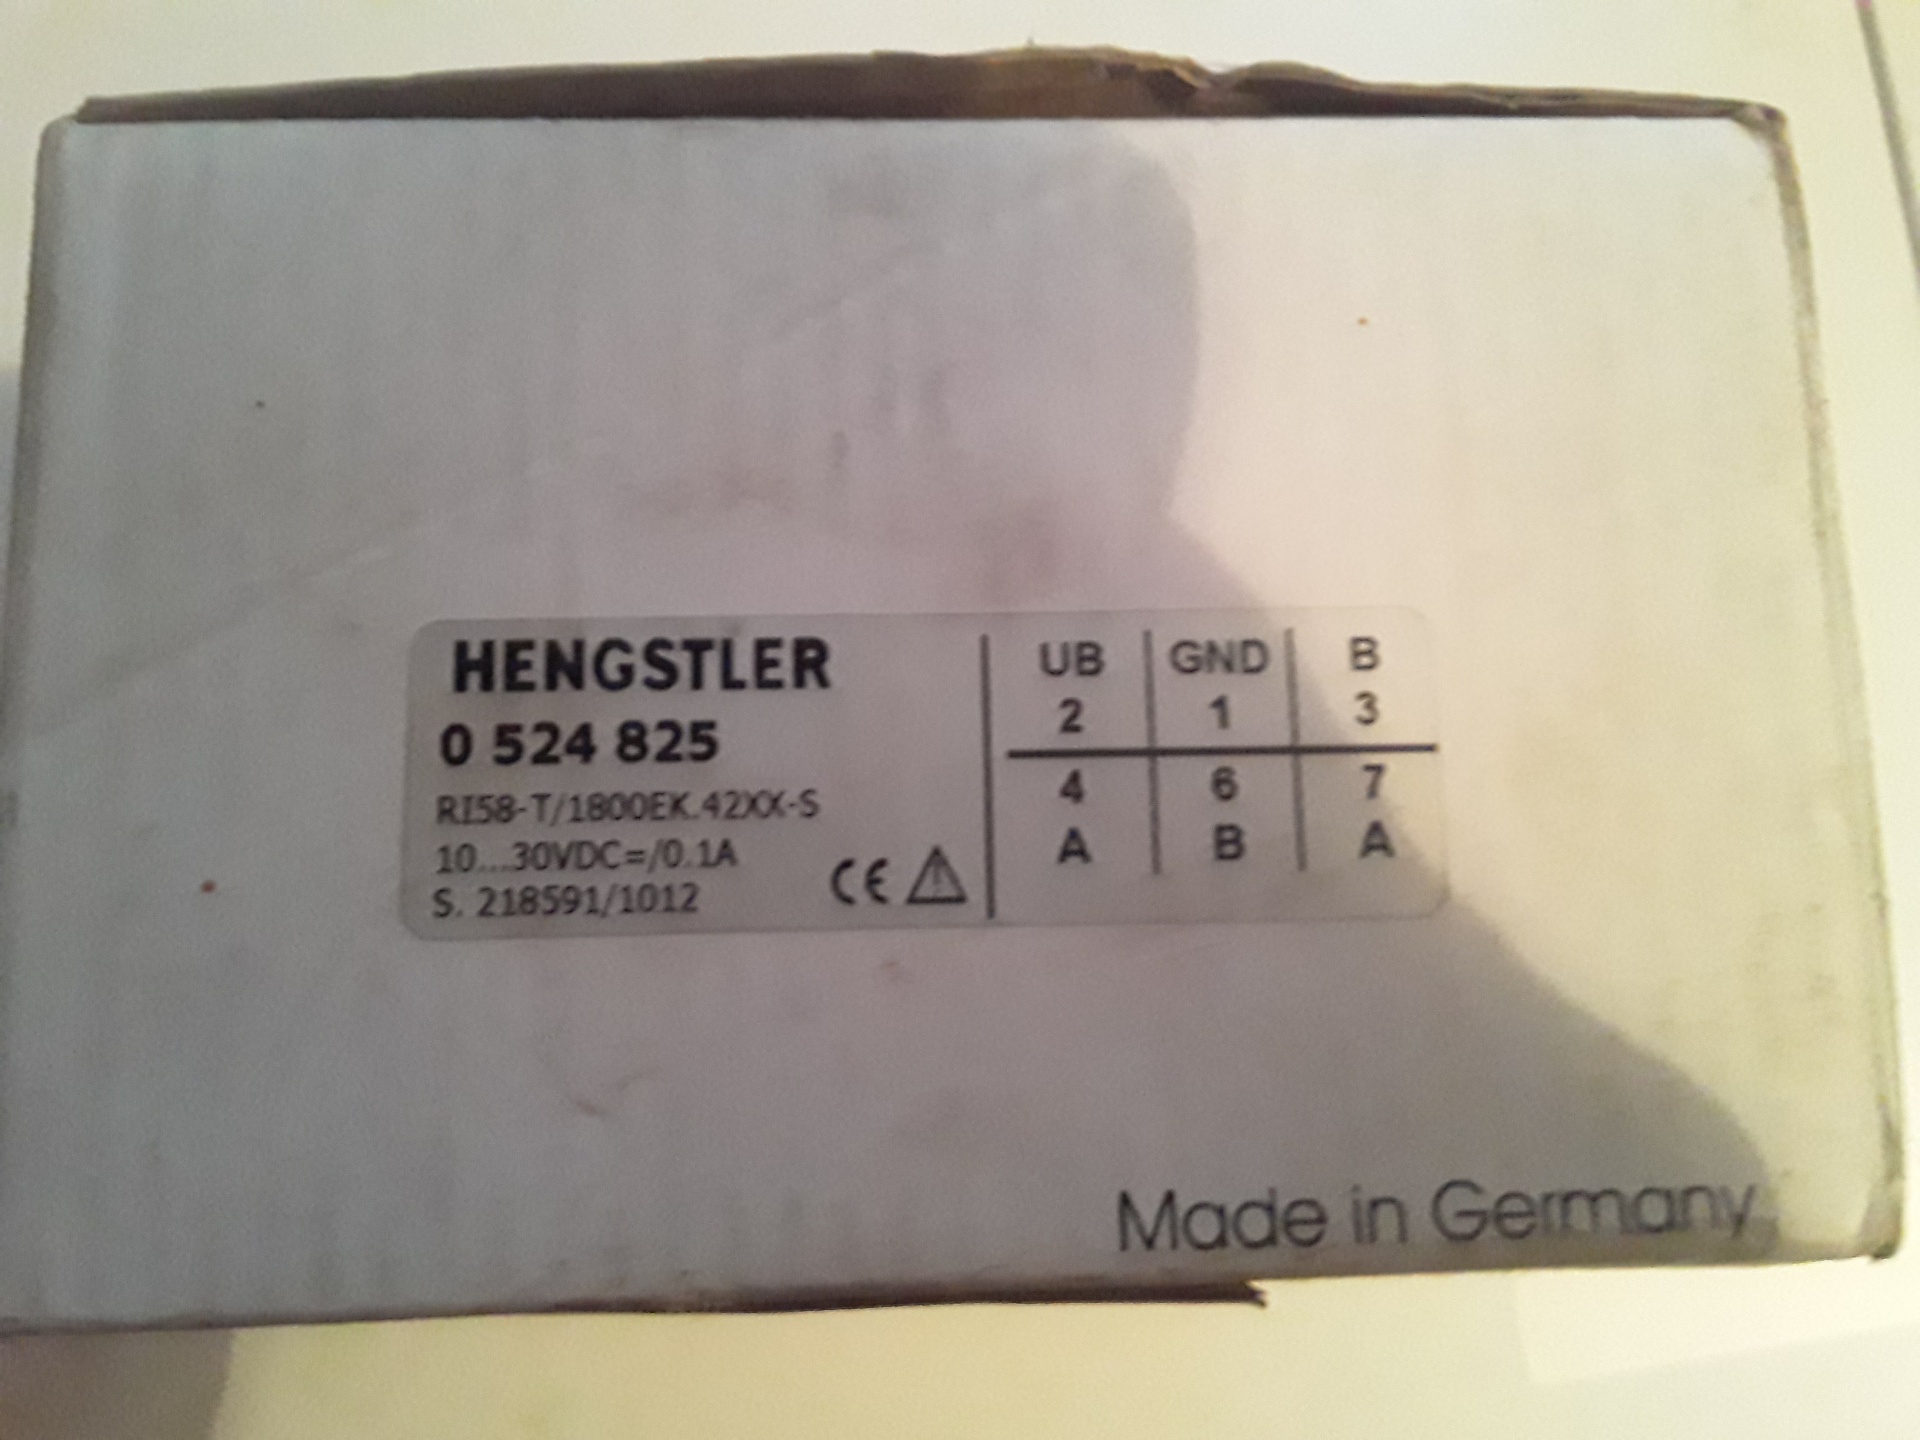 HENGSTLER
0 524 825
RI58-T/1800EK.42XX-S
10...30VDC=/0.1A
S. 218591/1012
CE
UB GND B
2 1 3
4 6 7
A B A
Made in Germany